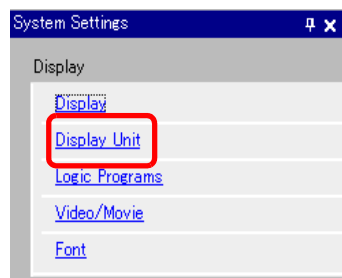 System Settings
Display
Display
Display Unit
Logic Programs
Video/Movie
Font